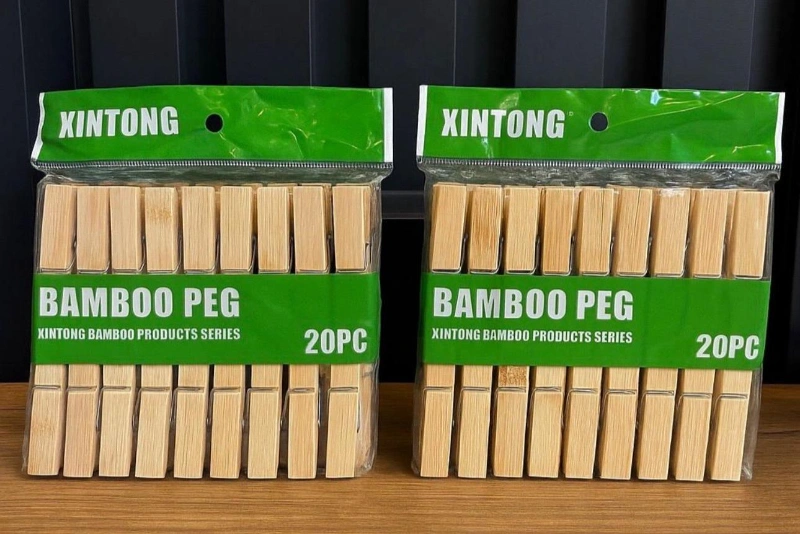 XINTONG
BAMBOO PEG
XINTONG BAMBOO PRODUCTS SERIES
20PC
XINTONG
BAMBOO PEG
XINTONG BAMBOO PRODUCTS SERIES
20PC